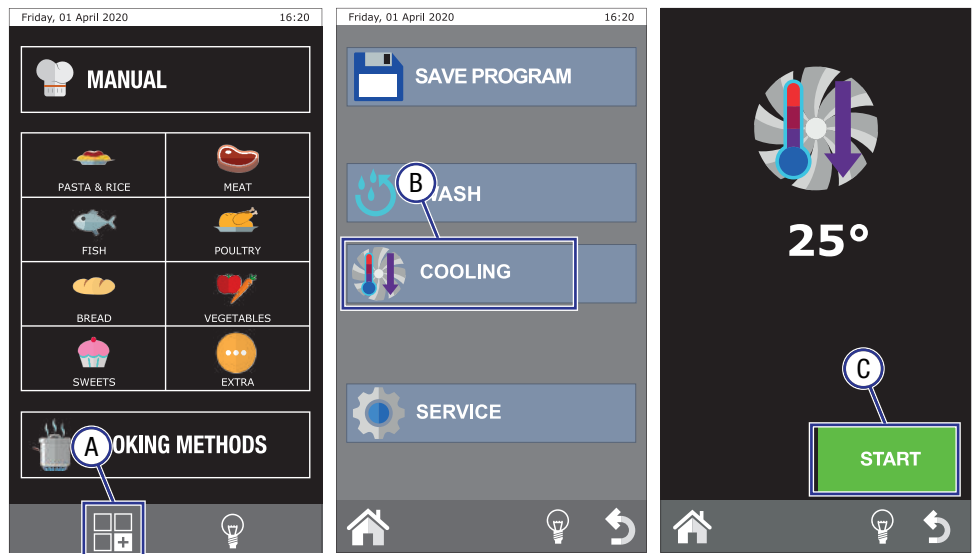 Friday, 01 April 2020 16:20
MANUAL
PASTA & RICE MEAT
FISH POULTRY
BREAD VEGETABLES
SWEETS EXTRA
A
OKING METHODS
Friday, 01 April 2020 16:20
SAVE PROGRAM
B
ASH
COOLING
SERVICE
25°
C
START